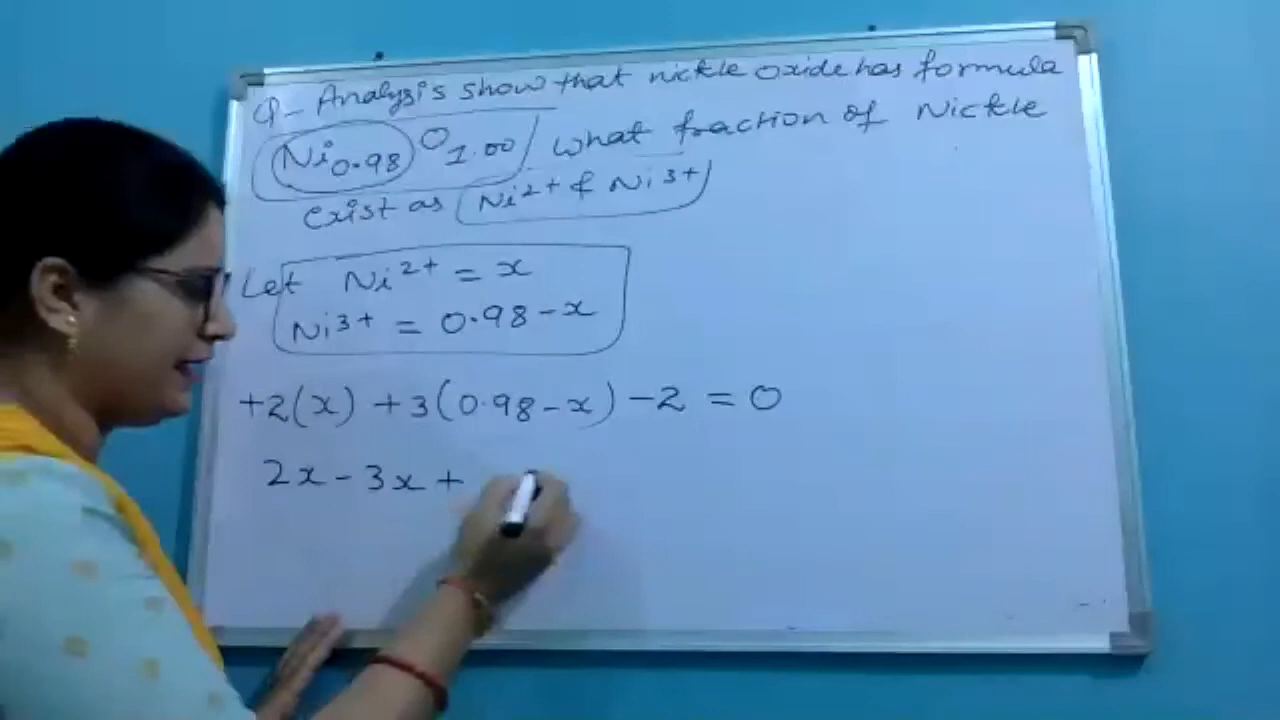 Q- Analysis show that nickle oxide has formula
Ni0.98 O1.00 / what fraction of Nickle
exist as Ni2+ & Ni3+
Let Ni2+ = x
Ni3+ = 0.98 - x
+2(x) +3(0.98 - x) - 2 = 0
2x - 3x +